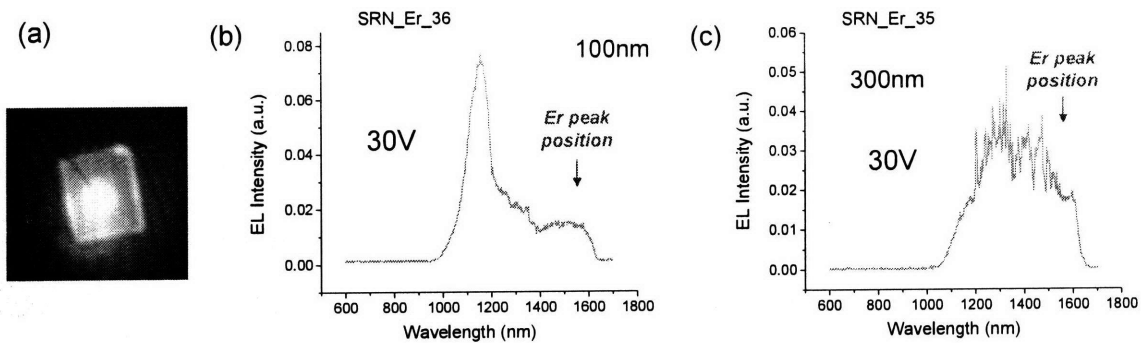 (a)
(b)
SRN_Er_36
100nm
30V
Er peak
position
EL Intensity (a.u.)
0.08
0.06
0.04
0.02
0.00
600 800 1000 1200 1400 1600 1800
Wavelength (nm)
(c)
SRN_Er_35
300nm
30V
Er peak
position
EL Intensity (a.u.)
0.06
0.05
0.04
0.03
0.02
0.01
0.00
600 800 1000 1200 1400 1600 1800
Wavelength (nm)